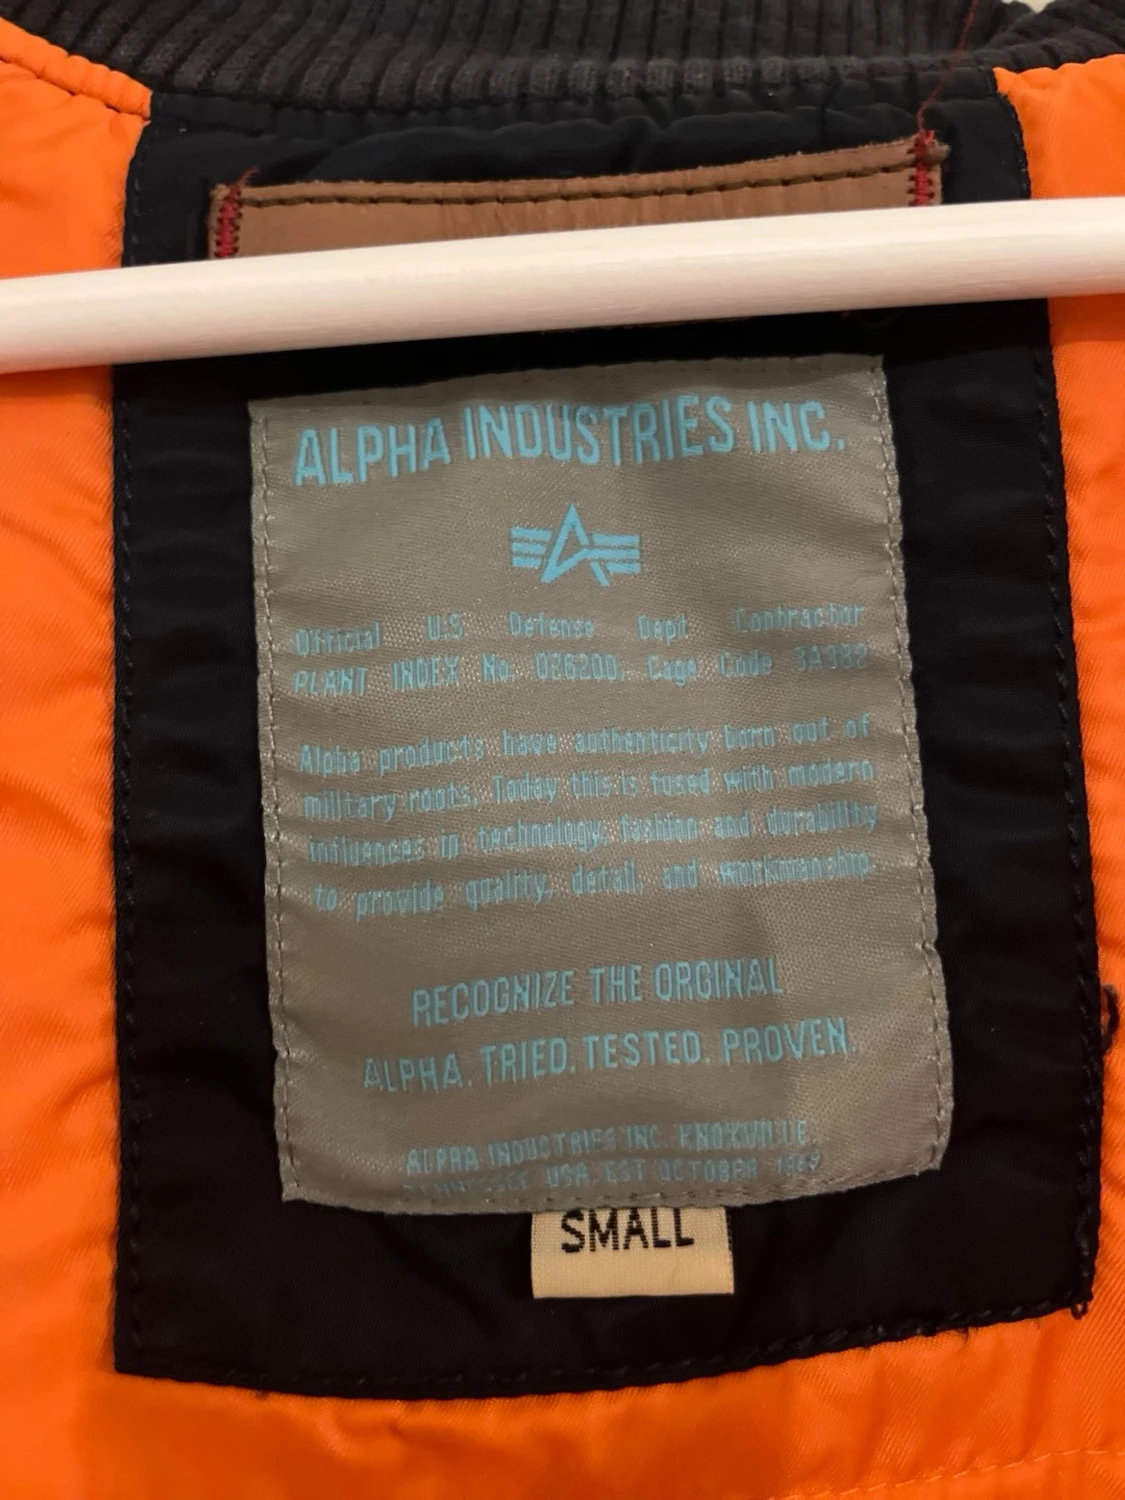 ALPHA INDUSTRIES INC.
Official U.S Defense Dept Contractor
PLANT INDEX No. 026200, Cage Code 3A982
Alpha products have authenticity born out of
military roots, Today this is fused with modern
influences in technology, fashion and durability
to provide quality, detail, and workmanship.
RECOGNIZE THE ORGINAL
ALPHA. TRIED. TESTED. PROVEN.
ALPHA INDUSTRIES INC. KNOXVILLE,
TENNESSEE USA. EST OCTOBER
SMALL